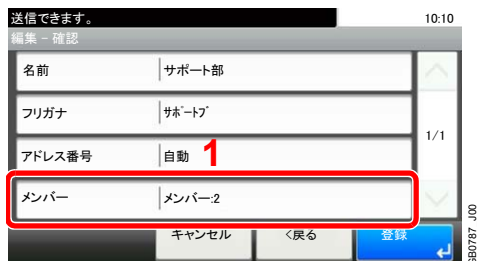 送信できます。 10:10
編集 - 確認
名前 サポート部
フリガナ ｻﾎﾟｰﾄﾌﾞ
1/1
アドレス番号 自動 1
メンバー メンバー:2
キャンセル <戻る 登録
GB0787_J00